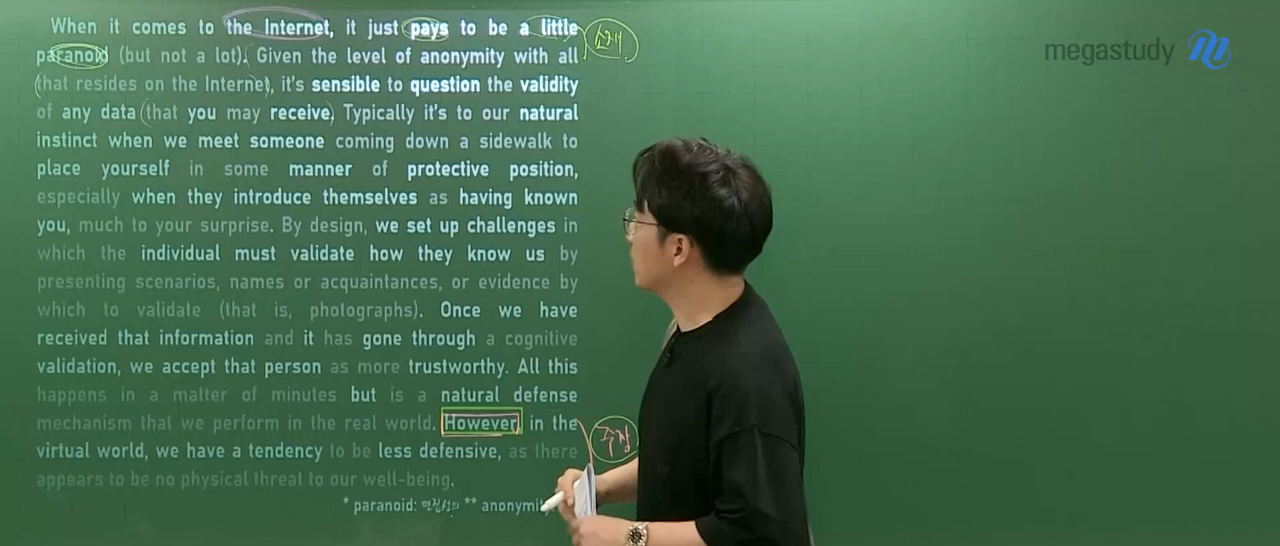 When it comes to the Internet, it just pays to be a little
paranoid (but not a lot). Given the level of anonymity with all
(that resides on the Internet), it's sensible to question the validity
of any data (that you may receive). Typically it's to our natural
instinct when we meet someone coming down a sidewalk to
place yourself in some manner of protective position,
especially when they introduce themselves as having known
you, much to your surprise. By design, we set up challenges in
which the individual must validate how they know us by
presenting scenarios, names or acquaintances, or evidence by
which to validate (that is, photographs). Once we have
received that information and it has gone through a cognitive
validation, we accept that person as more trustworthy. All this
happens in a matter of minutes but is a natural defense
mechanism that we perform in the real world. However, in the
virtual world, we have a tendency to be less defensive, as there
appears to be no physical threat to our well-being.
* paranoid: 편집성의 ** anonymit
소재
주장
megastudy